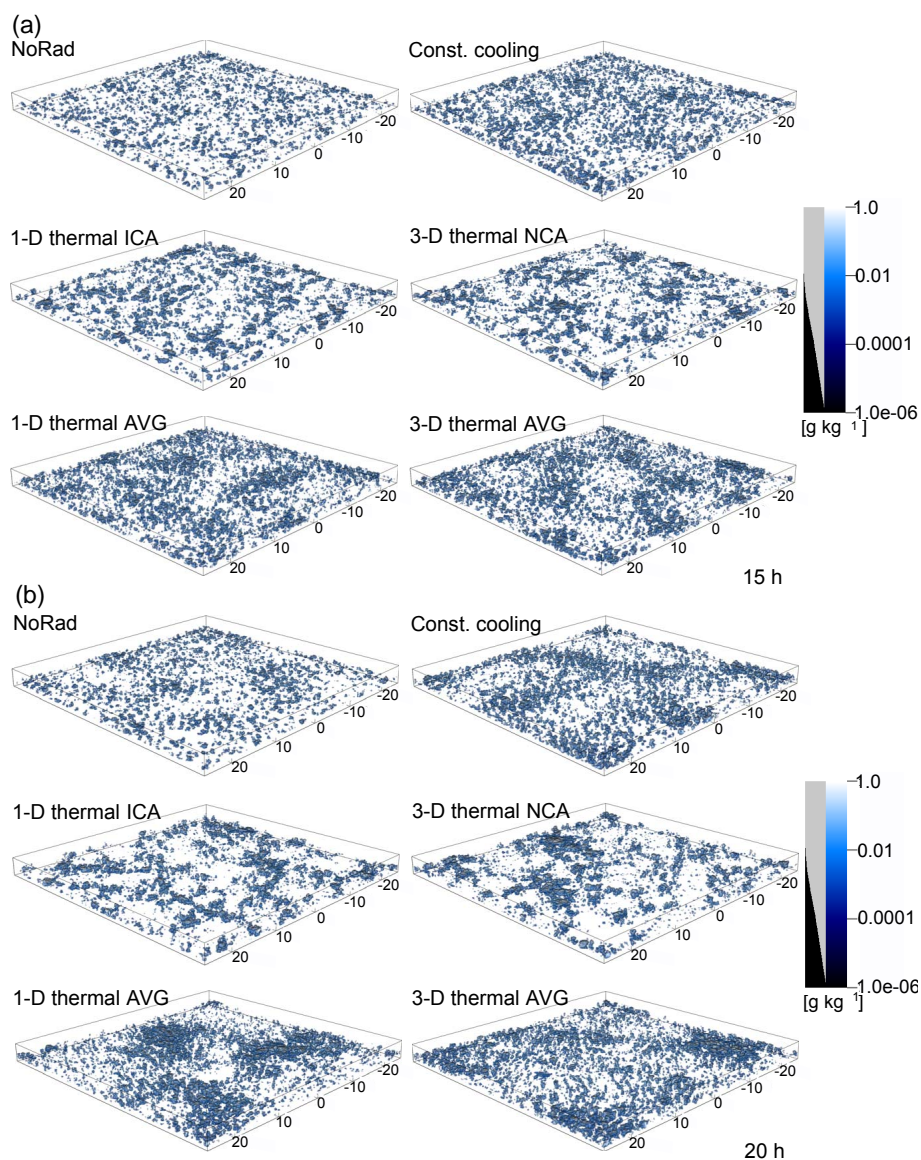 (a)
NoRad
Const. cooling
20 10 0 -10 -20
20 10 0 -10 -20
1-D thermal ICA
3-D thermal NCA
20 10 0 -10 -20
20 10 0 -10 -20
1.0
0.01
0.0001
1.0e-06
[g kg 1]
1-D thermal AVG
3-D thermal AVG
20 10 0 -10 -20
20 10 0 -10 -20
15 h
(b)
NoRad
Const. cooling
20 10 0 -10 -20
20 10 0 -10 -20
1-D thermal ICA
3-D thermal NCA
20 10 0 -10 -20
20 10 0 -10 -20
1.0
0.01
0.0001
1.0e-06
[g kg 1]
1-D thermal AVG
3-D thermal AVG
20 10 0 -10 -20
20 10 0 -10 -20
20 h